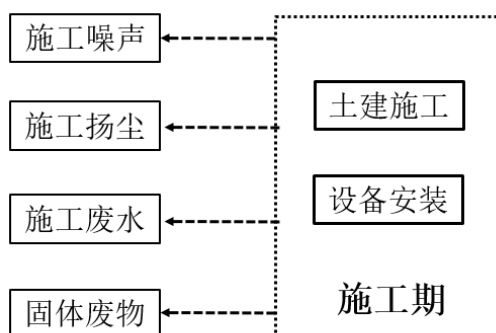 施工噪声
施工扬尘
施工废水
固体废物
土建施工
设备安装
施工期